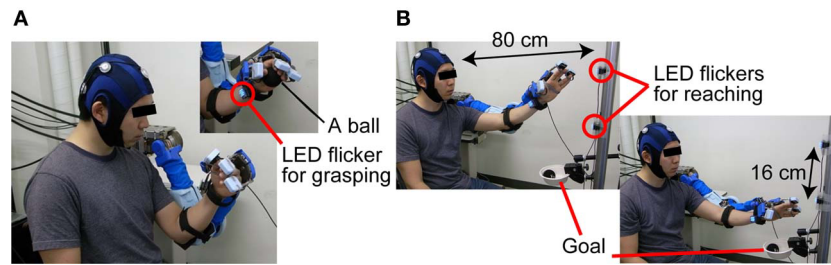 A
A ball
LED flicker
for grasping
B
80 cm
LED flickers
for reaching
16 cm
Goal